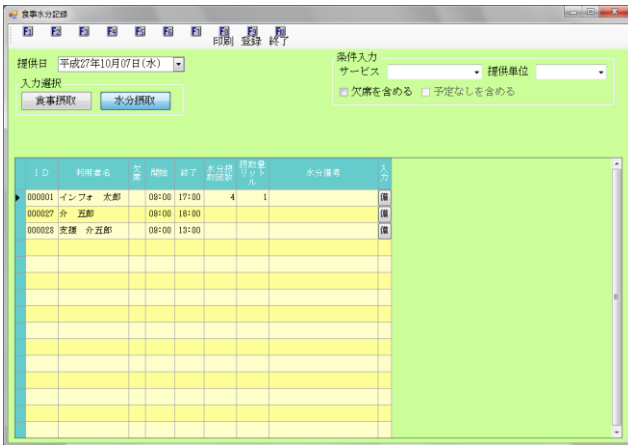 食事水分記録
F1 F2 F3 F4 F5 F6 F7 F8 F9 F10
印刷 登録 終了
提供日 平成27年10月07日(水)
条件入力
サービス 提供単位
入力選択
欠席を含める 予定なしを含める
食事摂取 水分摂取
ID 利用者名 欠席 開始 終了 水分摂取回数 摂取量リットル 水分備考 入力
000001 インフォ 太郎 09:00 17:00 4 1 備
000027 介 五郎 09:00 16:00 備
000028 支援 介五郎 09:00 13:00 備